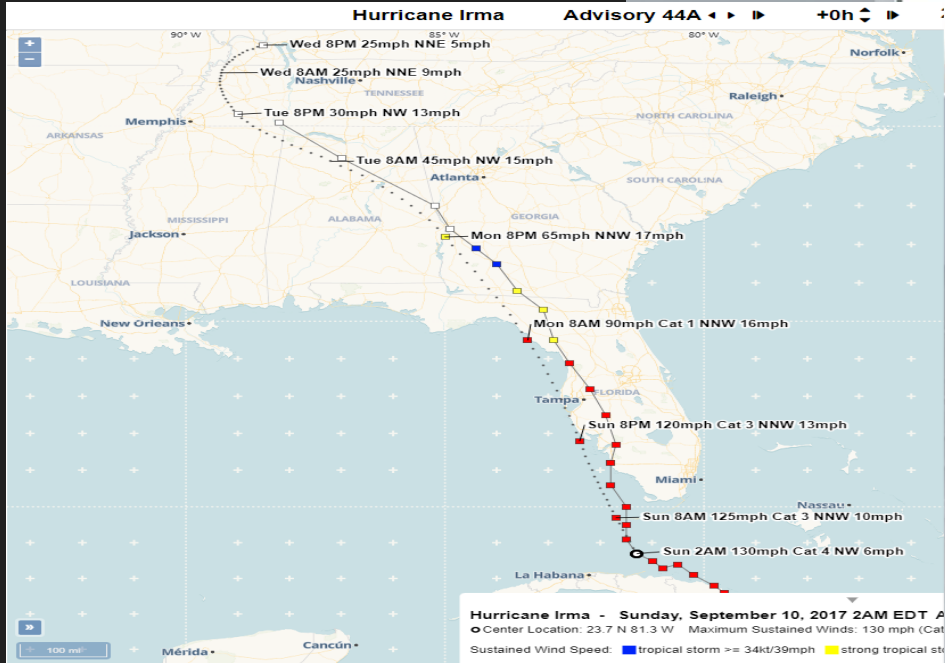 Hurricane Irma Advisory 44A +0h
90° W 85° W 80° W
Wed 8PM 25mph NNE 5mph
Norfolk
Wed 8AM 25mph NNE 9mph
Nashville
TENNESSEE
Raleigh
Tue 8PM 30mph NW 13mph
NORTH CAROLINA
Memphis
ARKANSAS
Tue 8AM 45mph NW 15mph
Atlanta
SOUTH CAROLINA
MISSISSIPPI
ALABAMA
GEORGIA
Jackson
Mon 8PM 65mph NNW 17mph
LOUISIANA
New Orleans
Mon 8AM 90mph Cat 1 NNW 16mph
FLORIDA
Tampa
Sun 8PM 120mph Cat 3 NNW 13mph
Miami
Nassau
Sun 8AM 125mph Cat 3 NNW 10mph
Sun 2AM 130mph Cat 4 NW 6mph
La Habana
Hurricane Irma - Sunday, September 10, 2017 2AM EDT A
Center Location: 23.7 N 81.3 W Maximum Sustained Winds: 130 mph (Cat
Sustained Wind Speed: tropical storm >= 34kt/39mph strong tropical st
100 mi
Mérida
Cancún